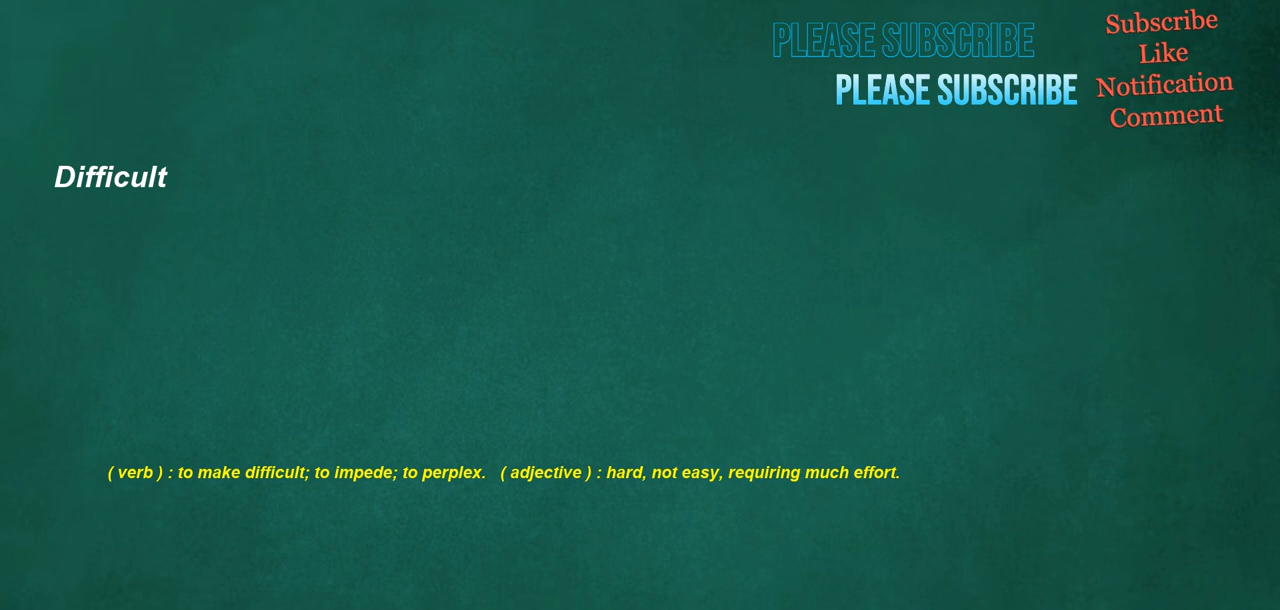 PLEASE SUBSCRIBE
PLEASE SUBSCRIBE
Subscribe
Like
Notification
Comment
Difficult
( verb ) : to make difficult; to impede; to perplex.   ( adjective ) : hard, not easy, requiring much effort.